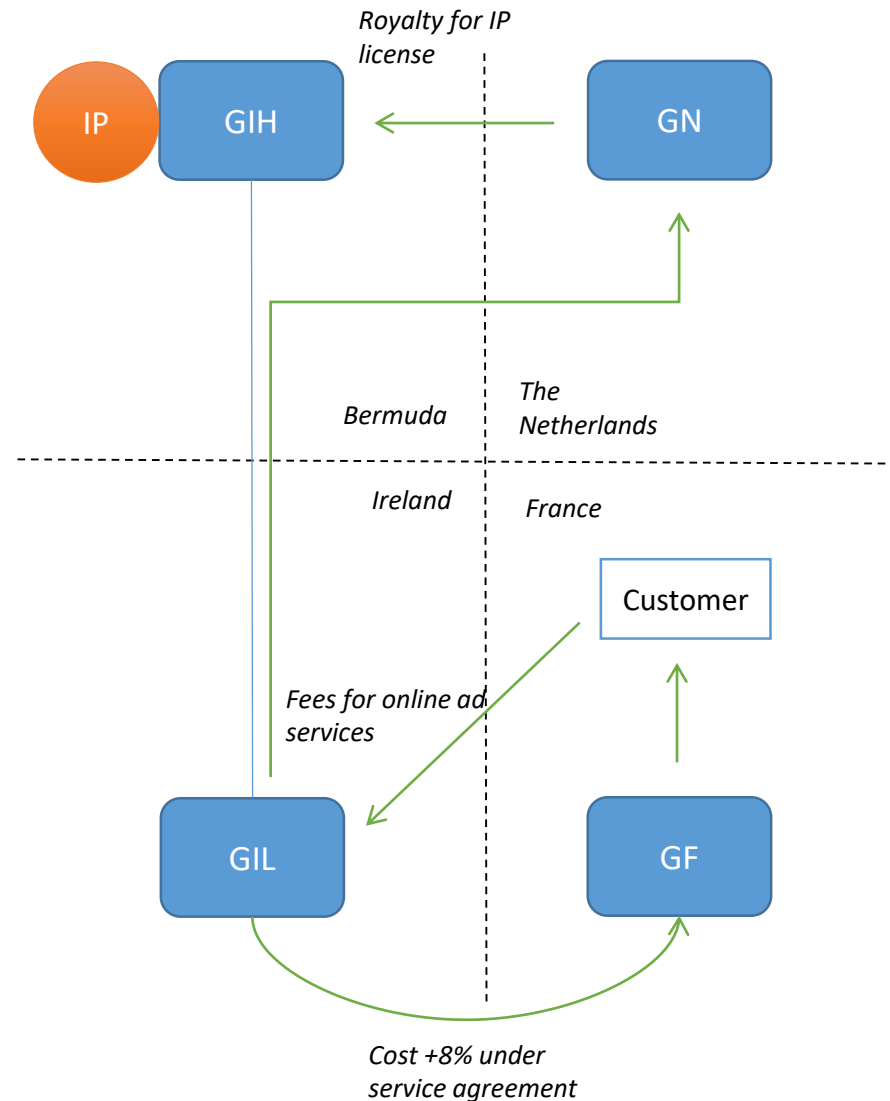 Royalty for IP
license
IP
GIH
GN
Bermuda
The
Netherlands
Ireland
France
Customer
Fees for online ad
services
GIL
GF
Cost +8% under
service agreement